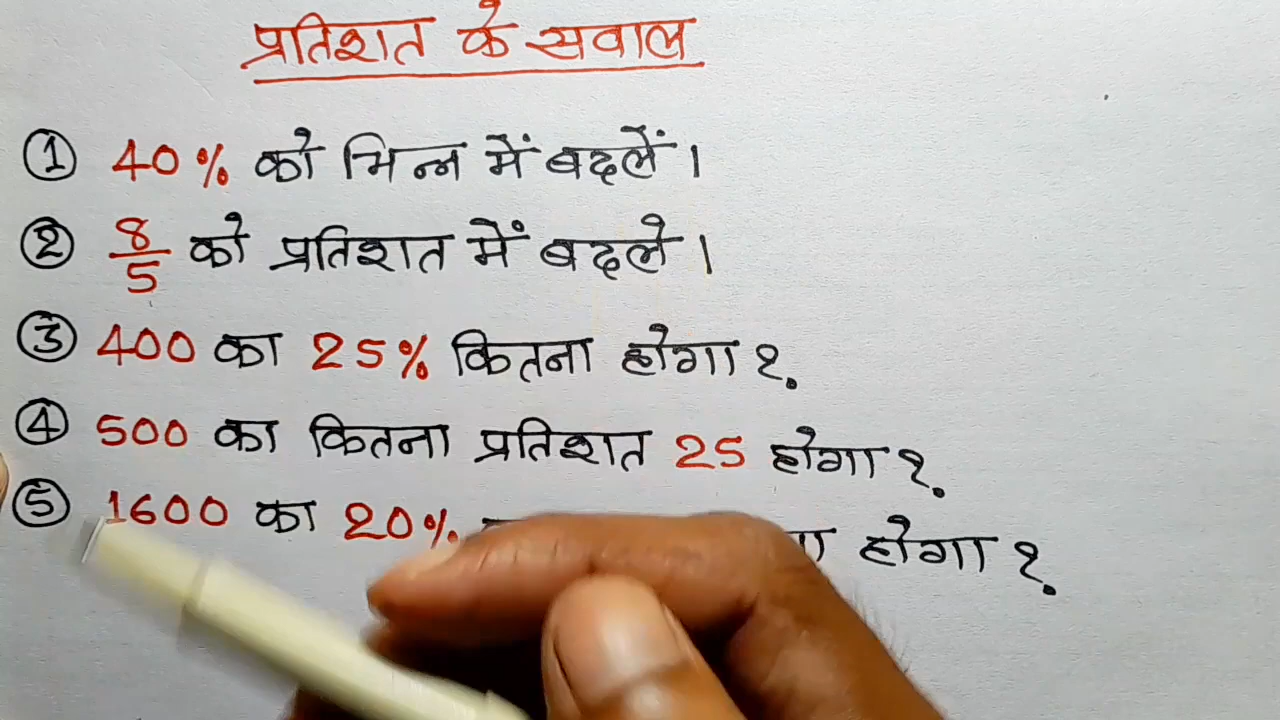 प्रतिशत के सवाल
① 40% को भिन्न में बदलें।
② 8/5 को प्रतिशत में बदले।
③ 400 का 25% कितना होगा ?
④ 500 का कितना प्रतिशत 25 होगा ?
⑤ 1600 का 20% होगा ?